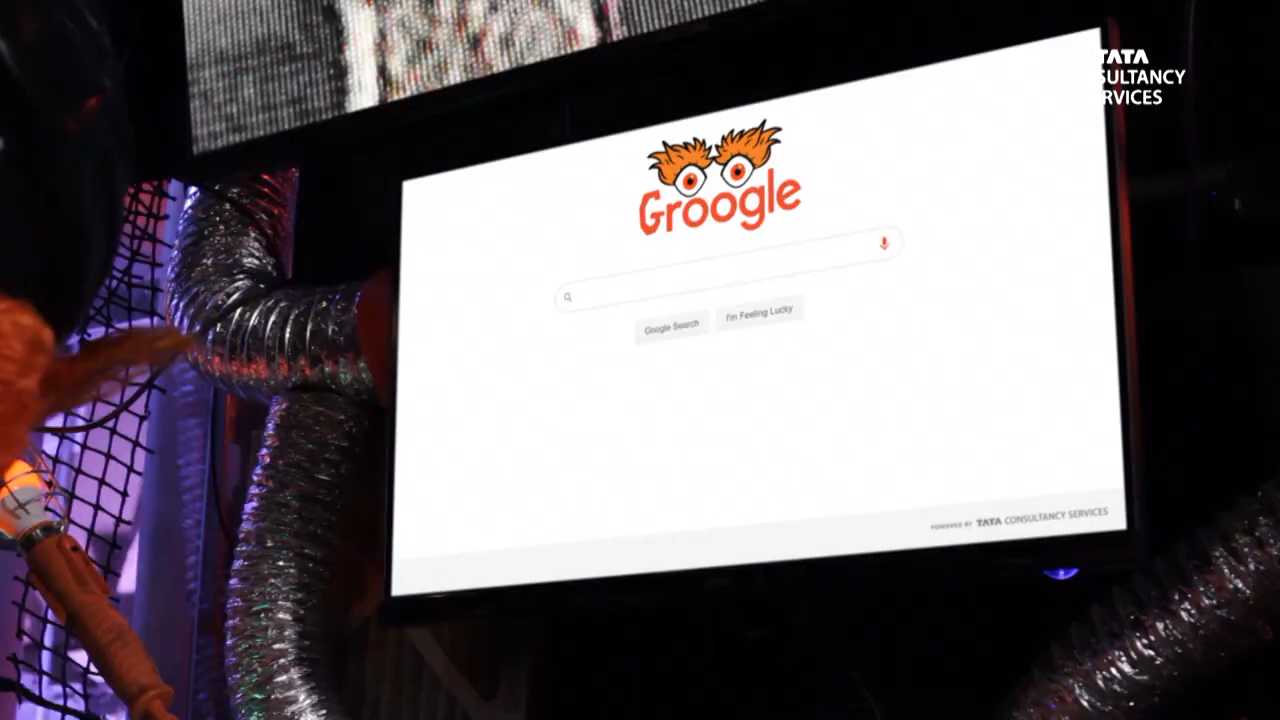 TATA
CONSULTANCY
SERVICES
Groogle
Google Search
I'm Feeling Lucky
POWERED BY TATA CONSULTANCY SERVICES